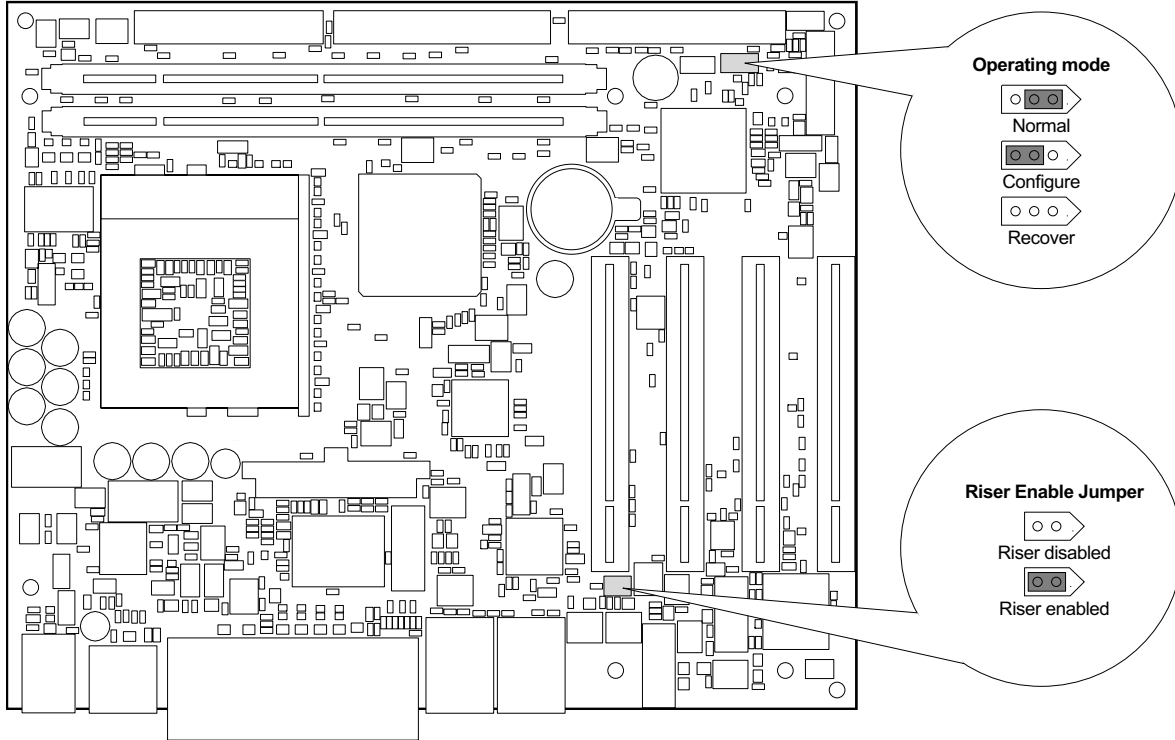 Operating mode
Normal
Configure
Recover
Riser Enable Jumper
Riser disabled
Riser enabled